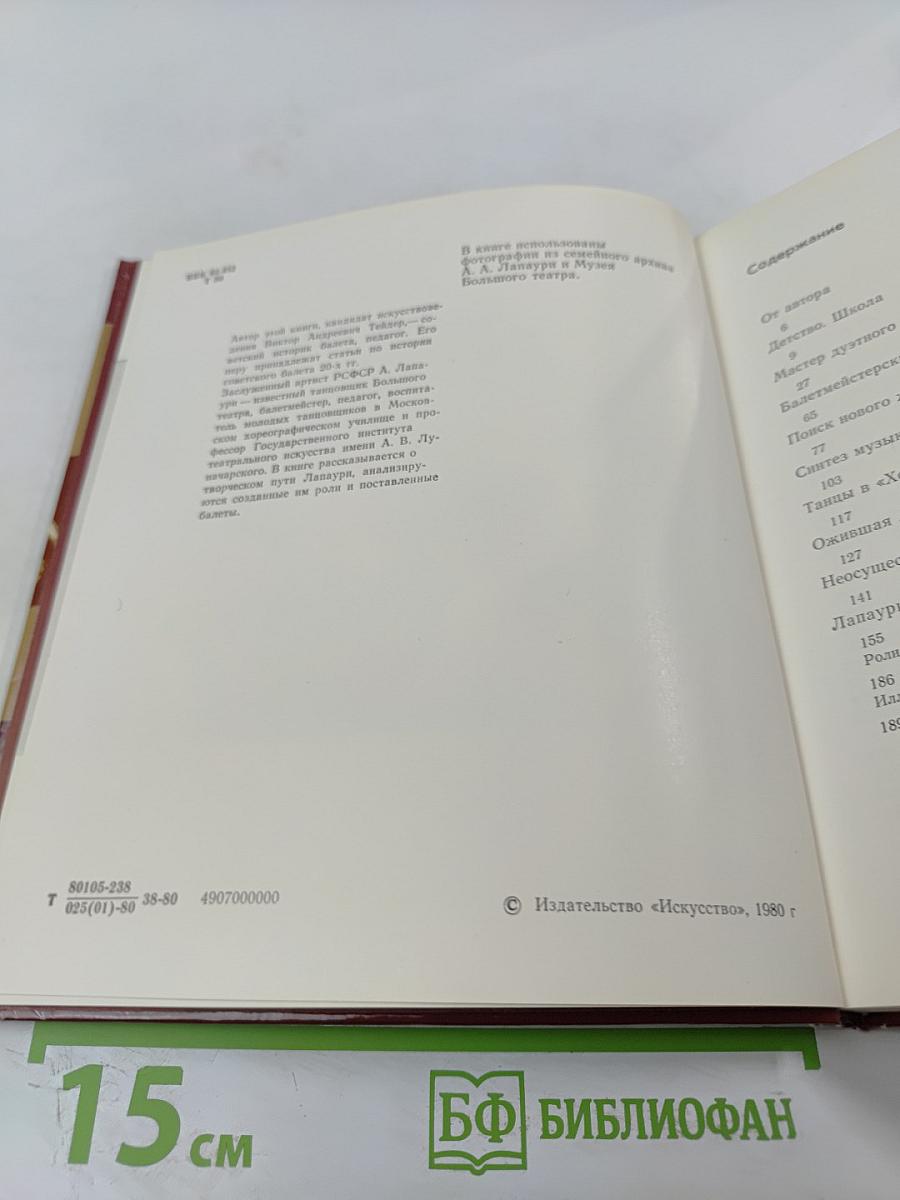 Т 80
В книге использованы
фотографии из семейного архива
А. А. Лапаури и Музея
Большого театра.
Автор этой книги, кандидат искусствове-
дения Виктор Андреевич Тейдер,— со-
ветский историк балета, педагог. Его
перу принадлежат статьи по истории
советского балета 20-х гг.
Заслуженный артист РСФСР А. Лапа-
ури — известный танцовщик Большого
театра, балетмейстер, педагог, воспита-
тель молодых танцовщиков в Москов-
ском хореографическом училище и про-
фессор Государственного института
театрального искусства имени А. В. Лу-
начарского. В книге рассказывается о
творческом пути Лапаури, анализиру-
ются созданные им роли и поставленные
балеты.
Т 80105-238
025(01)-80 38-80 4907000000
© Издательство «Искусство», 1980 г
Содержание
От автора
6
Детство. Школа
9
Мастер дуэтного
27
Балетмейстерск
65
Поиск нового
77
Синтез музык
103
Танцы в «Хо
117
Ожившая
127
Неосущес
141
Лапаури
155
Роли
186
Илл
189
15 см
БФ БИБЛИОФАН